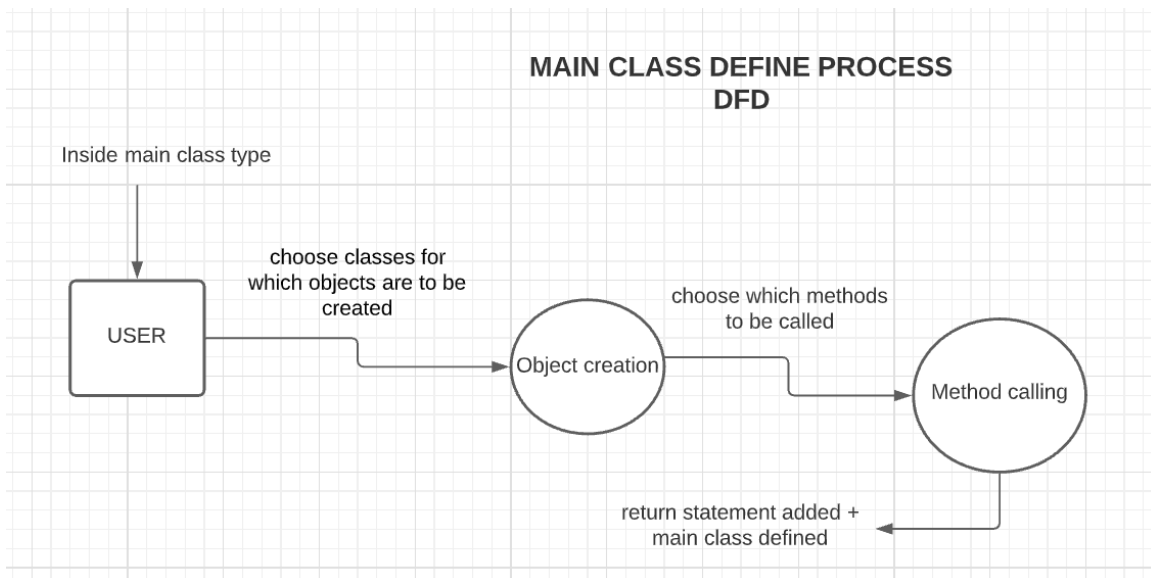 MAIN CLASS DEFINE PROCESS
DFD
Inside main class type
choose classes for
which objects are to be
created
USER
choose which methods
to be called
Object creation
Method calling
return statement added +
main class defined